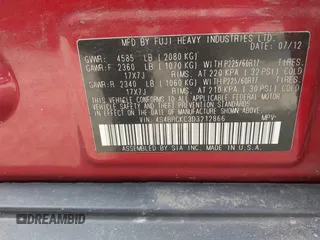 MFD. BY FUJI HEAVY INDUSTRIES LTD. DATE 07/12
GVWR: 4585 LB (2080 KG)
GAWR:F 2360 LB (1070 KG) WITH P225/60R17 TIRES.
17X7J RIMS. AT 220 KPA (32 PSI) COLD
GAWR:R 2340 LB (1060 KG) WITH P225/60R17 TIRES.
17X7J RIMS. AT 210 KPA (30 PSI) COLD
THIS VEHICLE CONFORMS TO ALL APPLICABLE FEDERAL MOTOR
VEHICLE SAFETY AND THEFT PREVENTION STANDARDS IN EFFECT
ON THE DATE OF MANUFACTURE SHOWN ABOVE.
VIN: 4S4BRCKC3D3212866 MPV
ASSEMBLED BY SIA INC. MADE IN U.S.A.
DIAMONDBID